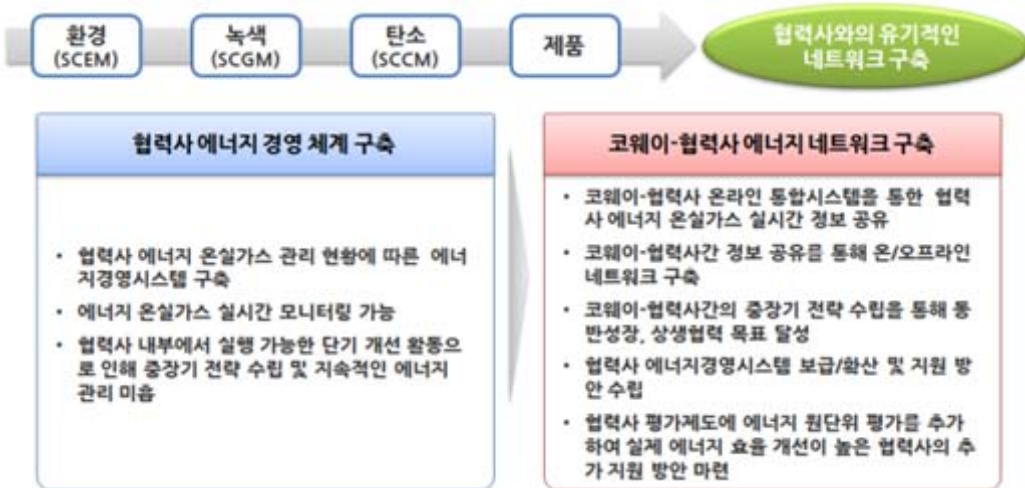 환경
(SCEM)
녹색
(SCGM)
탄소
(SCCM)
제품
협력사와의 유기적인
네트워크 구축
협력사 에너지 경영 체계 구축
• 협력사 에너지 온실가스 관리 현황에 따른 에너
지경영시스템 구축
• 에너지 온실가스 실시간 모니터링 가능
• 협력사 내부에서 실행 가능한 단기 개선 활동으
로 인해 중장기 전략 수립 및 지속적인 에너지
관리 미흡
코웨이-협력사 에너지 네트워크 구축
• 코웨이-협력사 온라인 통합시스템을 통한 협력
사 에너지 온실가스 실시간 정보 공유
• 코웨이-협력사간 정보 공유를 통해 온/오프라인
네트워크 구축
• 코웨이-협력사간의 중장기 전략 수립을 통해 동
반성장, 상생협력 목표 달성
• 협력사 에너지경영시스템 보급/확산 및 지원 방
안 수립
• 협력사 평가제도에 에너지 원단위 평가를 추가
하여 실제 에너지 효율 개선이 높은 협력사의 추
가 지원 방안 마련